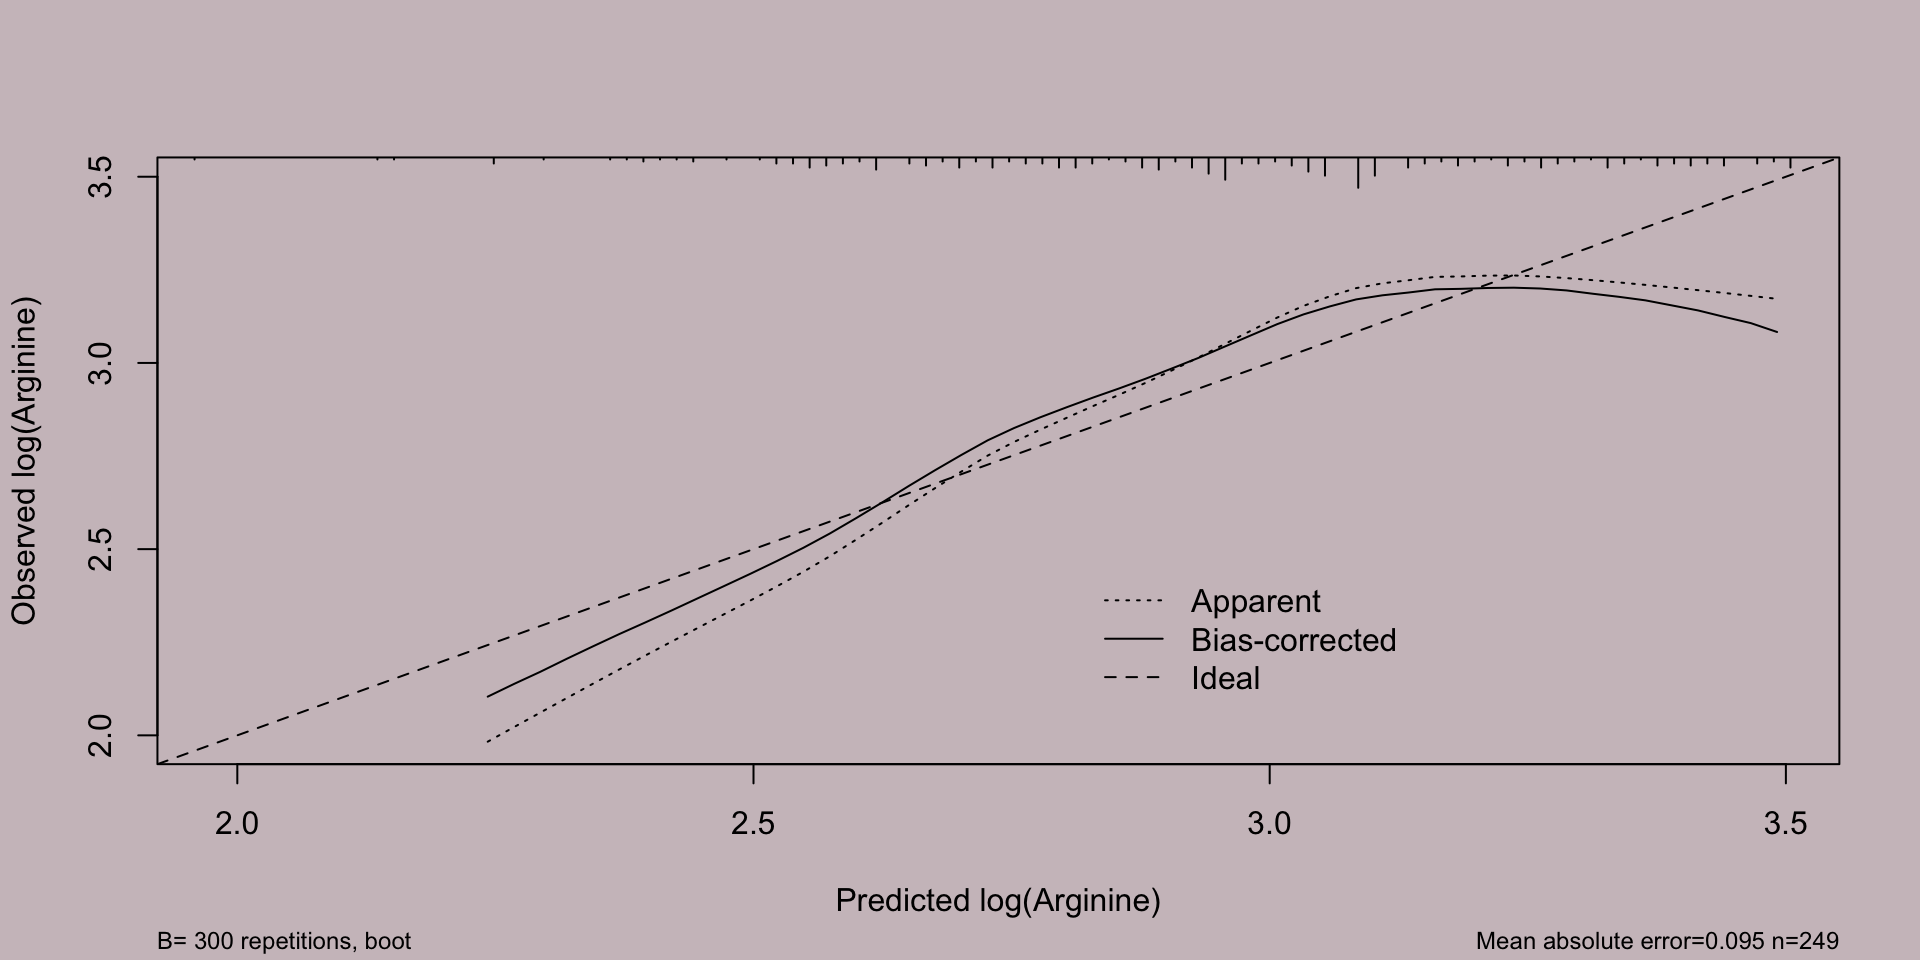 Observed log(Arginine)
3.5
3.0
2.5
2.0
Apparent
Bias-corrected
Ideal
2.0 2.5 3.0 3.5
Predicted log(Arginine)
B= 300 repetitions, boot
Mean absolute error=0.095 n=249